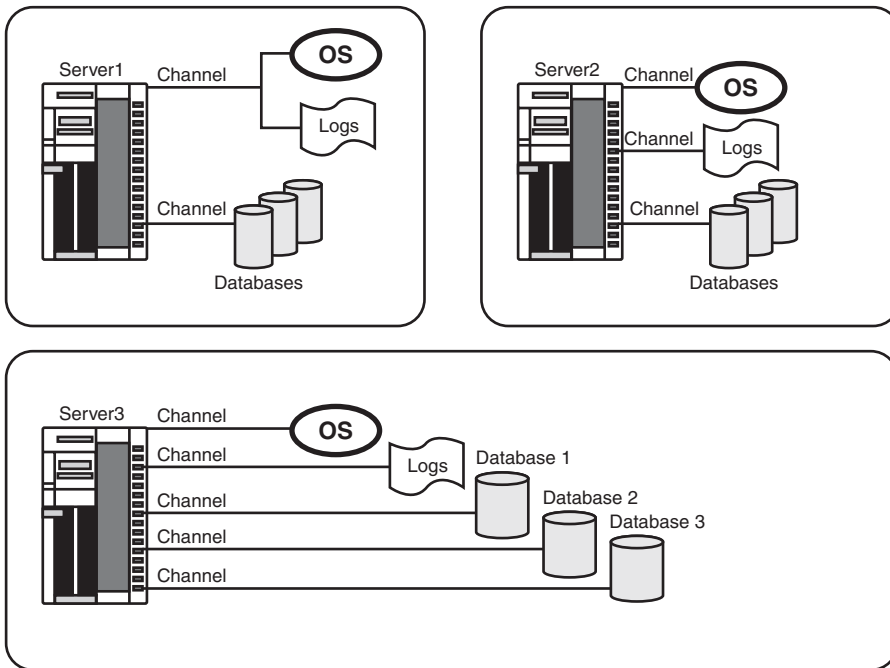 Server1
Channel
OS
Logs
Channel
Databases
Server2
Channel
OS
Channel
Logs
Channel
Databases
Server3
Channel
OS
Channel
Logs
Database 1
Channel
Database 2
Channel
Database 3
Channel